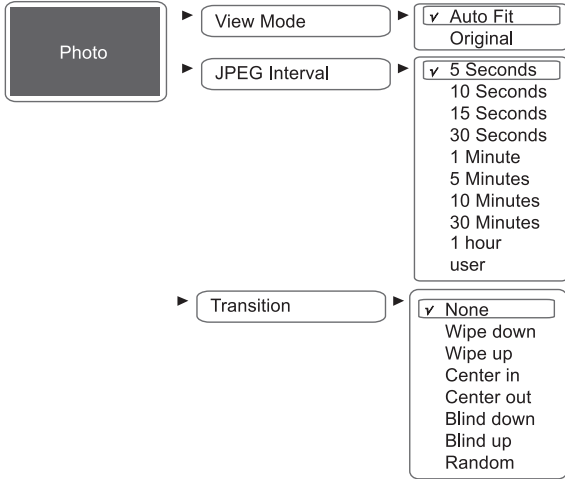 Photo
View Mode
Auto Fit
Original
JPEG Interval
5 Seconds
10 Seconds
15 Seconds
30 Seconds
1 Minute
5 Minutes
10 Minutes
30 Minutes
1 hour
user
Transition
None
Wipe down
Wipe up
Center in
Center out
Blind down
Blind up
Random